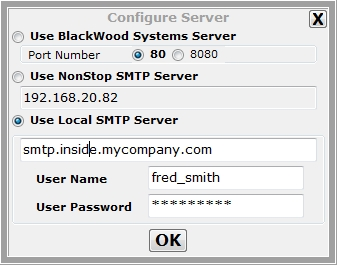 Configure Server
X
Use BlackWood Systems Server
Port Number 80 8080
Use NonStop SMTP Server
192.168.20.82
Use Local SMTP Server
smtp.inside.mycompany.com
User Name fred_smith
User Password *********
OK